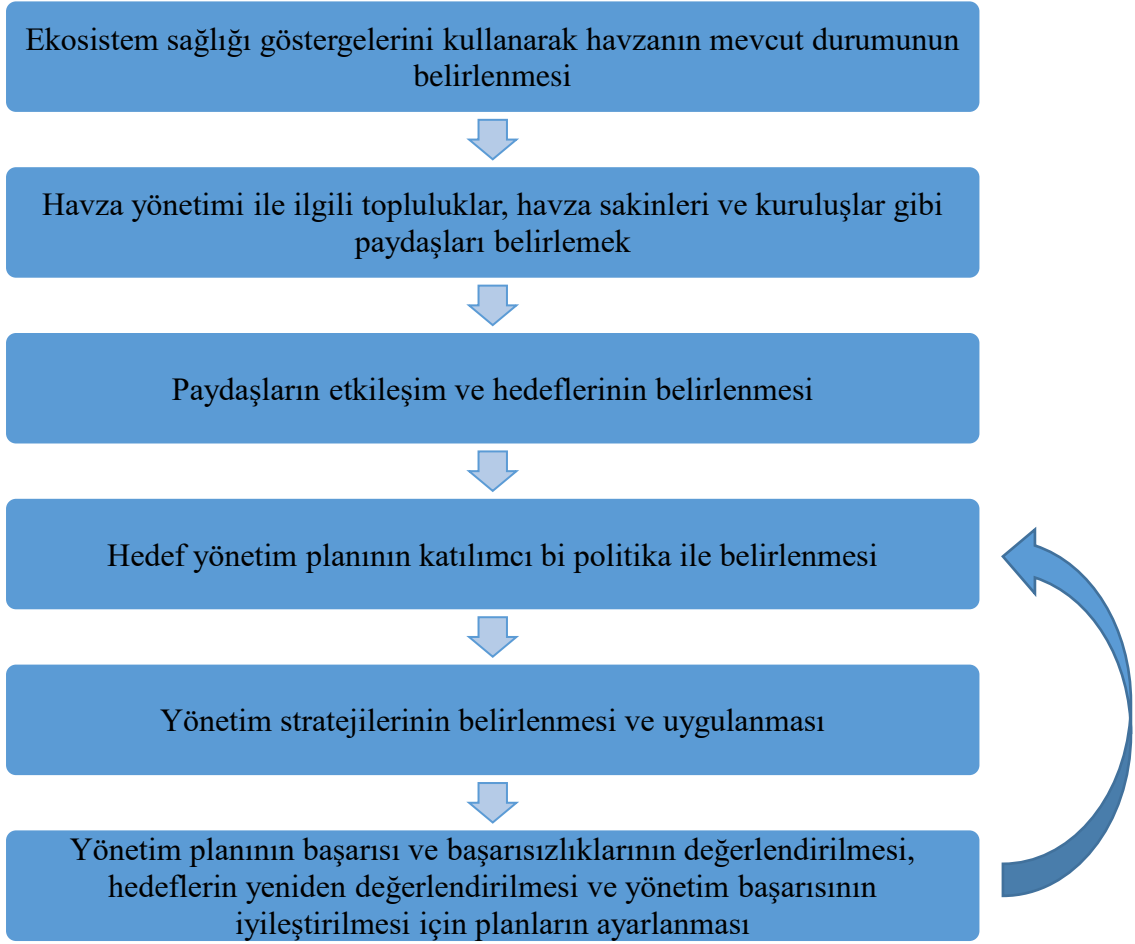 Ekosistem sağlığı göstergelerini kullanarak havzanın mevcut durumunun
belirlenmesi
Havza yönetimi ile ilgili topluluklar, havza sakinleri ve kuruluşlar gibi
paydaşları belirlemek
Paydaşların etkileşim ve hedeflerinin belirlenmesi
Hedef yönetim planının katılımcı bi politika ile belirlenmesi
Yönetim stratejilerinin belirlenmesi ve uygulanması
Yönetim planının başarısı ve başarısızlıklarının değerlendirilmesi,
hedeflerin yeniden değerlendirilmesi ve yönetim başarısının
iyileştirilmesi için planların ayarlanması